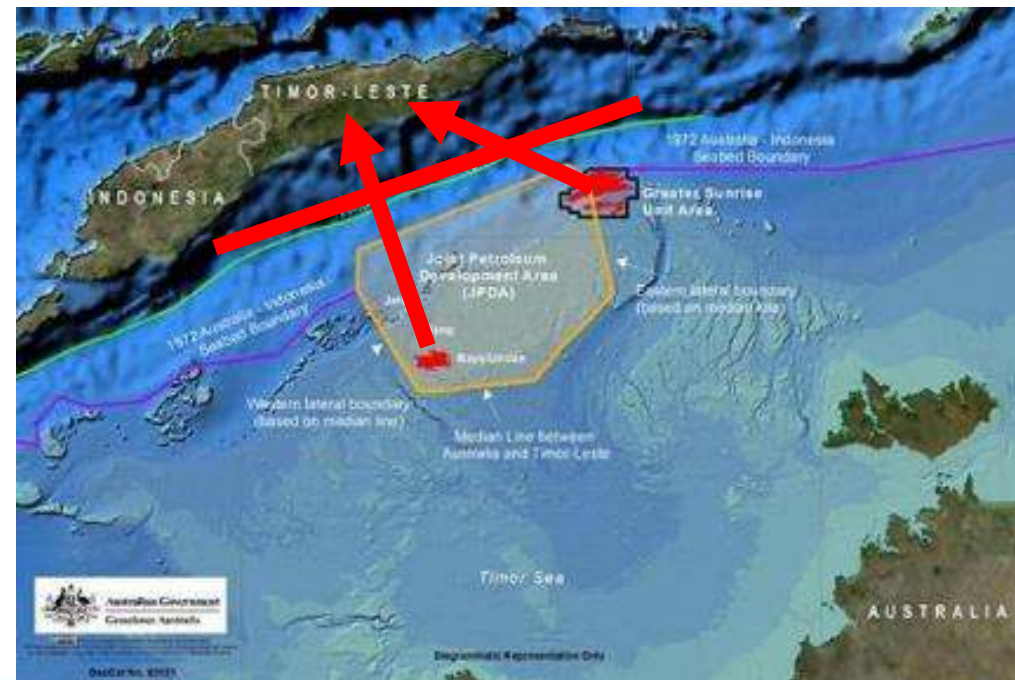 TIMOR-LESTE
INDONESIA
1972 Australia - Indonesia
Seabed Boundary
Greater Sunrise
Unit Area
Joint Petroleum
Development Area
(JPDA)
Eastern lateral boundary
(based on median line)
1972 Australia - Indonesia
Seabed Boundary
Bayu Undan
Western lateral boundary
(based on median line)
Median Line between
Australia and Timor-Leste
Timor Sea
AUSTRALIA
Australian Government
Geoscience Australia
Diagrammatic Representation Only